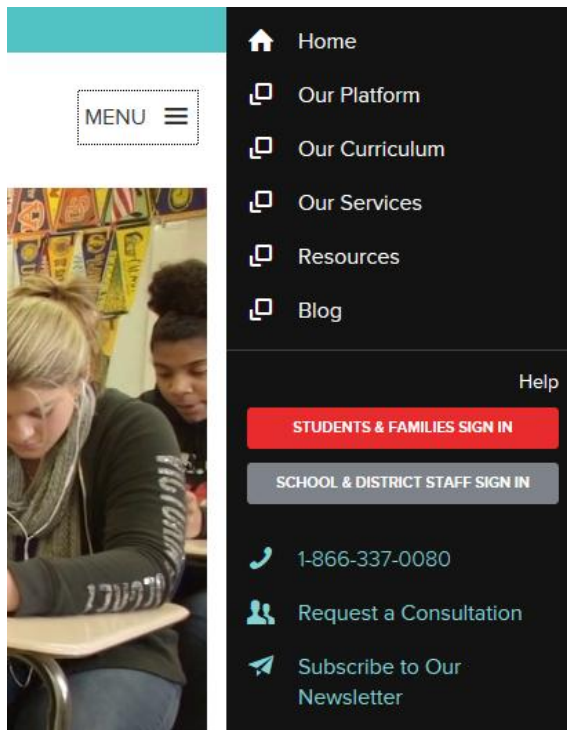 MENU
Home
Our Platform
Our Curriculum
Our Services
Resources
Blog
Help
STUDENTS & FAMILIES SIGN IN
SCHOOL & DISTRICT STAFF SIGN IN
1-866-337-0080
Request a Consultation
Subscribe to Our
Newsletter